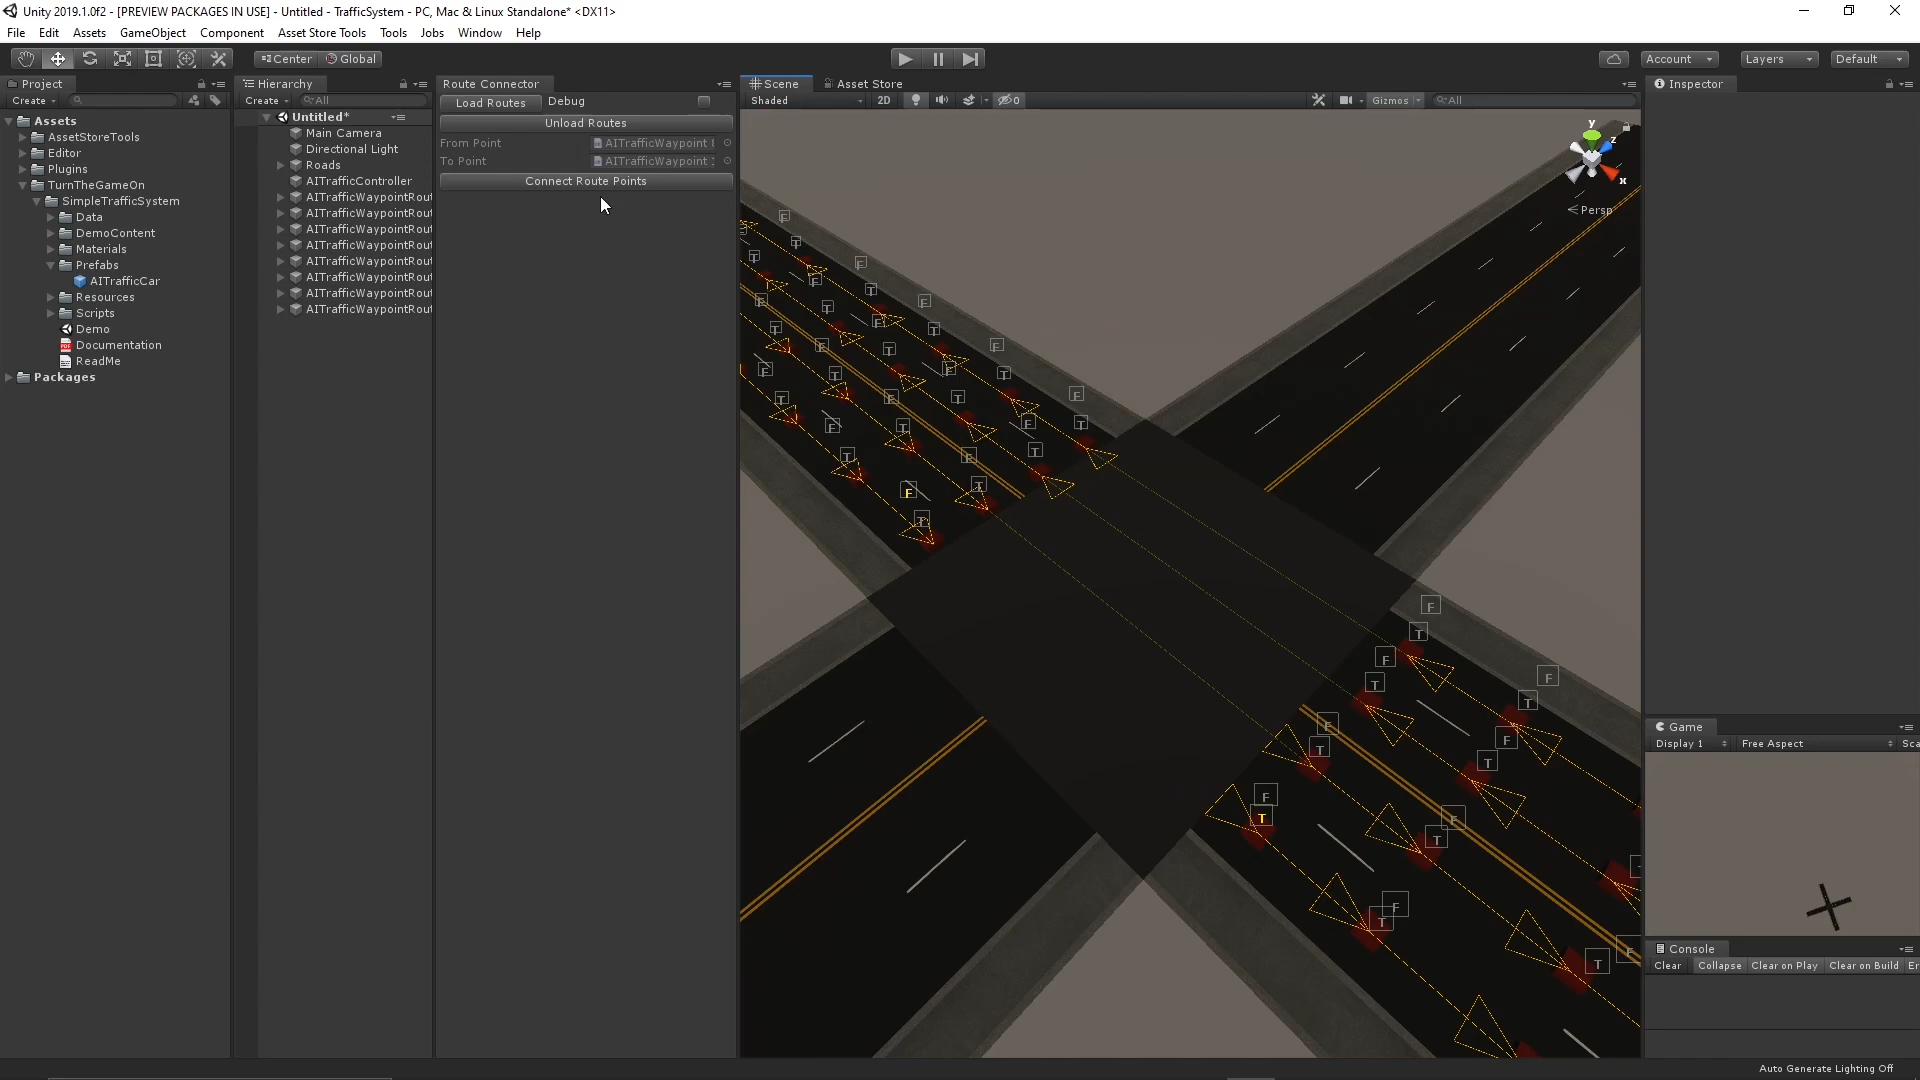 Unity 2019.1.0f2 - [PREVIEW PACKAGES IN USE] - Untitled - TrafficSystem - PC, Mac & Linux Standalone* <DX11>
File Edit Assets GameObject Component Asset Store Tools Tools Jobs Window Help
Center Global Account Layers Default
Project
Create
Assets
AssetStoreTools
Editor
Plugins
TurnTheGameOn
SimpleTrafficSystem
Data
DemoContent
Materials
Prefabs
AITrafficCar
Resources
Scripts
Demo
Documentation
ReadMe
Packages
Hierarchy
Create All
Untitled*
Main Camera
Directional Light
Roads
AITrafficController
AITrafficWaypointRout
AITrafficWaypointRout
AITrafficWaypointRout
AITrafficWaypointRout
AITrafficWaypointRout
AITrafficWaypointRout
AITrafficWaypointRout
AITrafficWaypointRout
Route Connector
Load Routes Debug
Unload Routes
From Point AITrafficWaypoint
To Point AITrafficWaypoint
Connect Route Points
Scene Asset Store
Shaded 2D 0 Gizmos All
y
z
x
Persp
F
T
Inspector
Game
Display 1 Free Aspect Sca
Console
Clear Collapse Clear on Play Clear on Build Er
Auto Generate Lighting Off